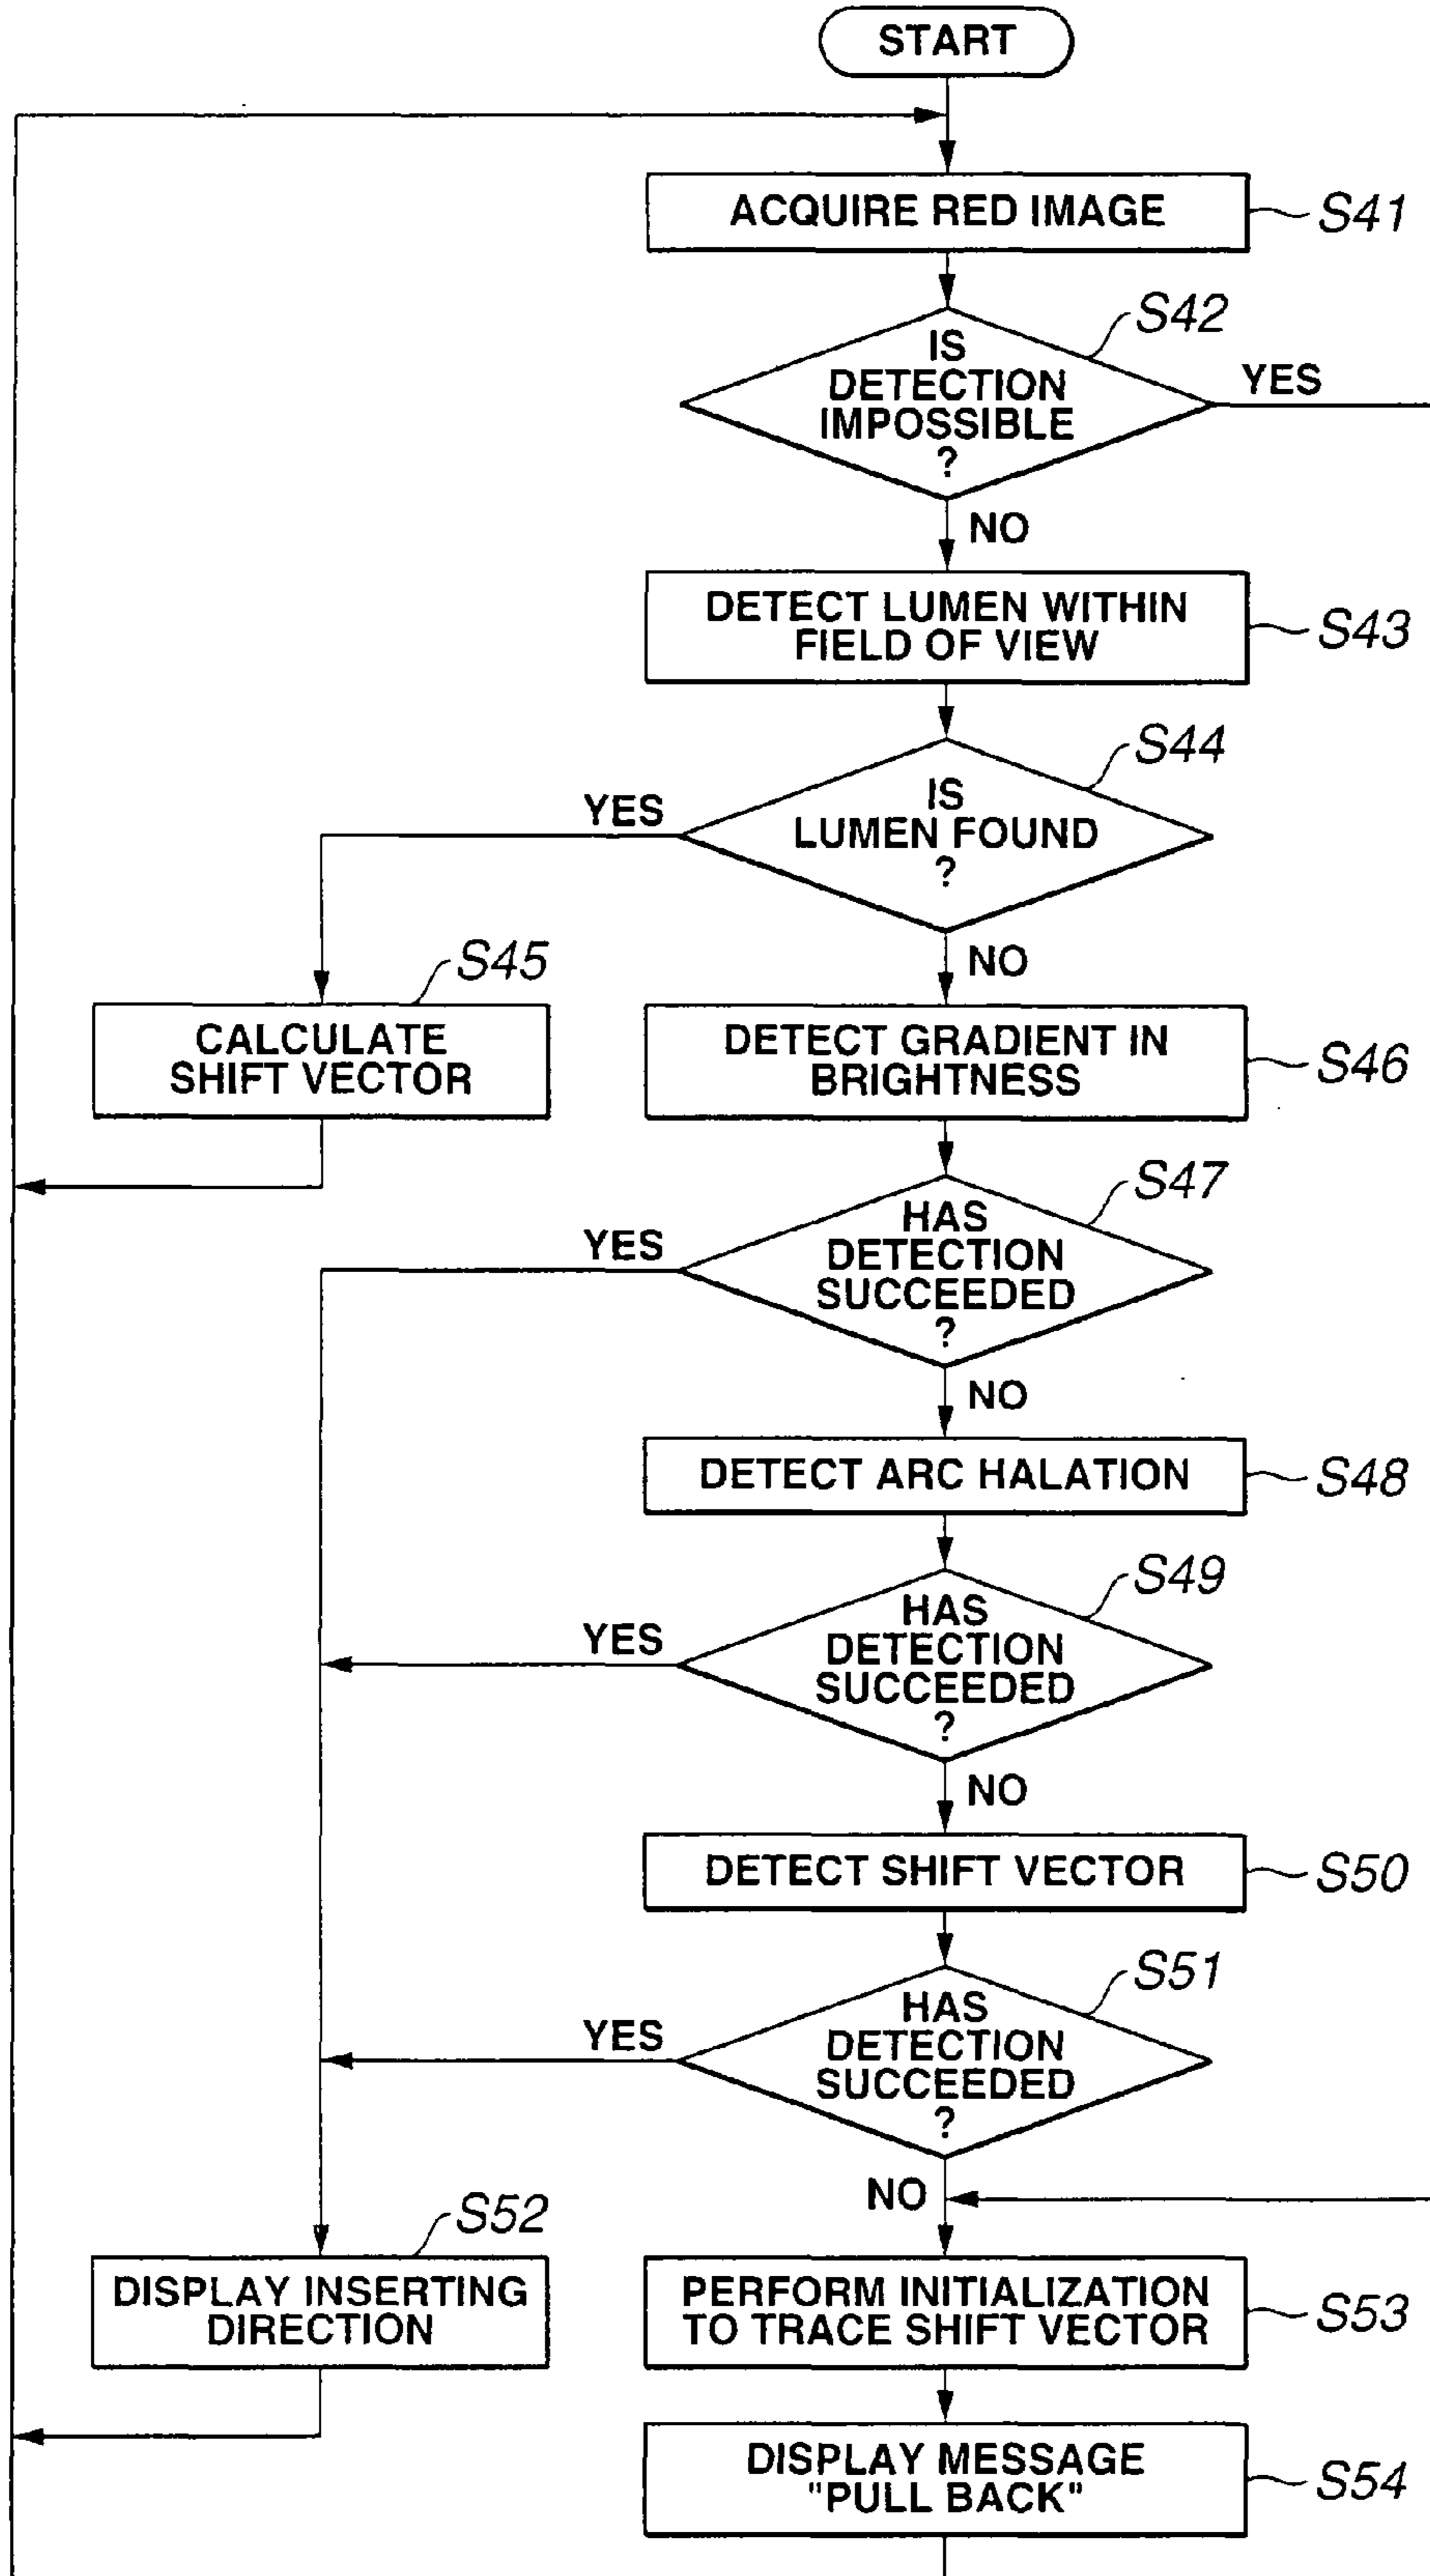 START
ACQUIRE RED IMAGE
S41
S42
IS
DETECTION
IMPOSSIBLE
?
YES
NO
DETECT LUMEN WITHIN
FIELD OF VIEW
S43
S44
IS
LUMEN FOUND
?
YES
NO
S45
CALCULATE
SHIFT VECTOR
DETECT GRADIENT IN
BRIGHTNESS
S46
S47
HAS
DETECTION
SUCCEEDED
?
YES
NO
DETECT ARC HALATION
S48
S49
HAS
DETECTION
SUCCEEDED
?
YES
NO
DETECT SHIFT VECTOR
S50
S51
HAS
DETECTION
SUCCEEDED
?
YES
NO
S52
DISPLAY INSERTING
DIRECTION
PERFORM INITIALIZATION
TO TRACE SHIFT VECTOR
S53
DISPLAY MESSAGE
"PULL BACK"
S54